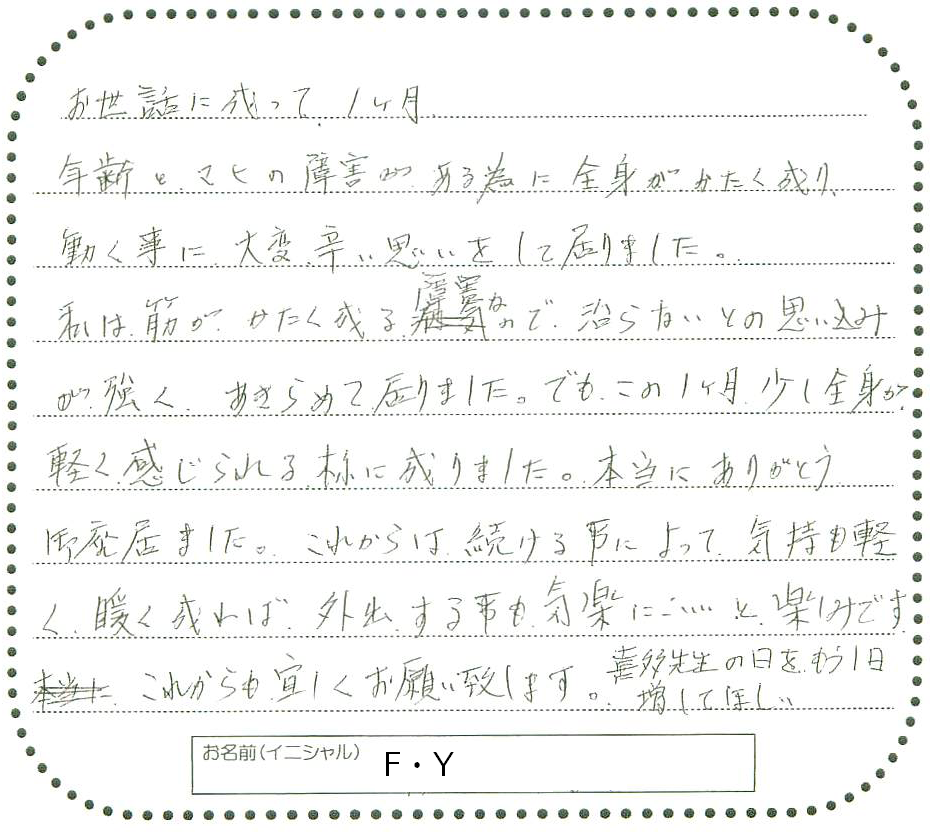 お世話に成って、1ヶ月、
年齢と、マヒの障害が、ある為に全身がかたく成り、
働く事に、大変、辛い思いをして居りました。
私は、筋が、かたく成る障害なので、治らないとの思い込み
が、強く、あきらめて、居りました。でも、この1ヶ月、少し全身が、
軽く、感じられる様に成りました。本当にありがとう
御座居ました。これからは、続ける事によって、気持も軽
く、暖く成れば、外出、する事も、気楽に……と、楽しみです
これからも宜しくお願い致します。喜多先生の日を、もう1日
増してほしい
お名前(イニシャル) F・Y